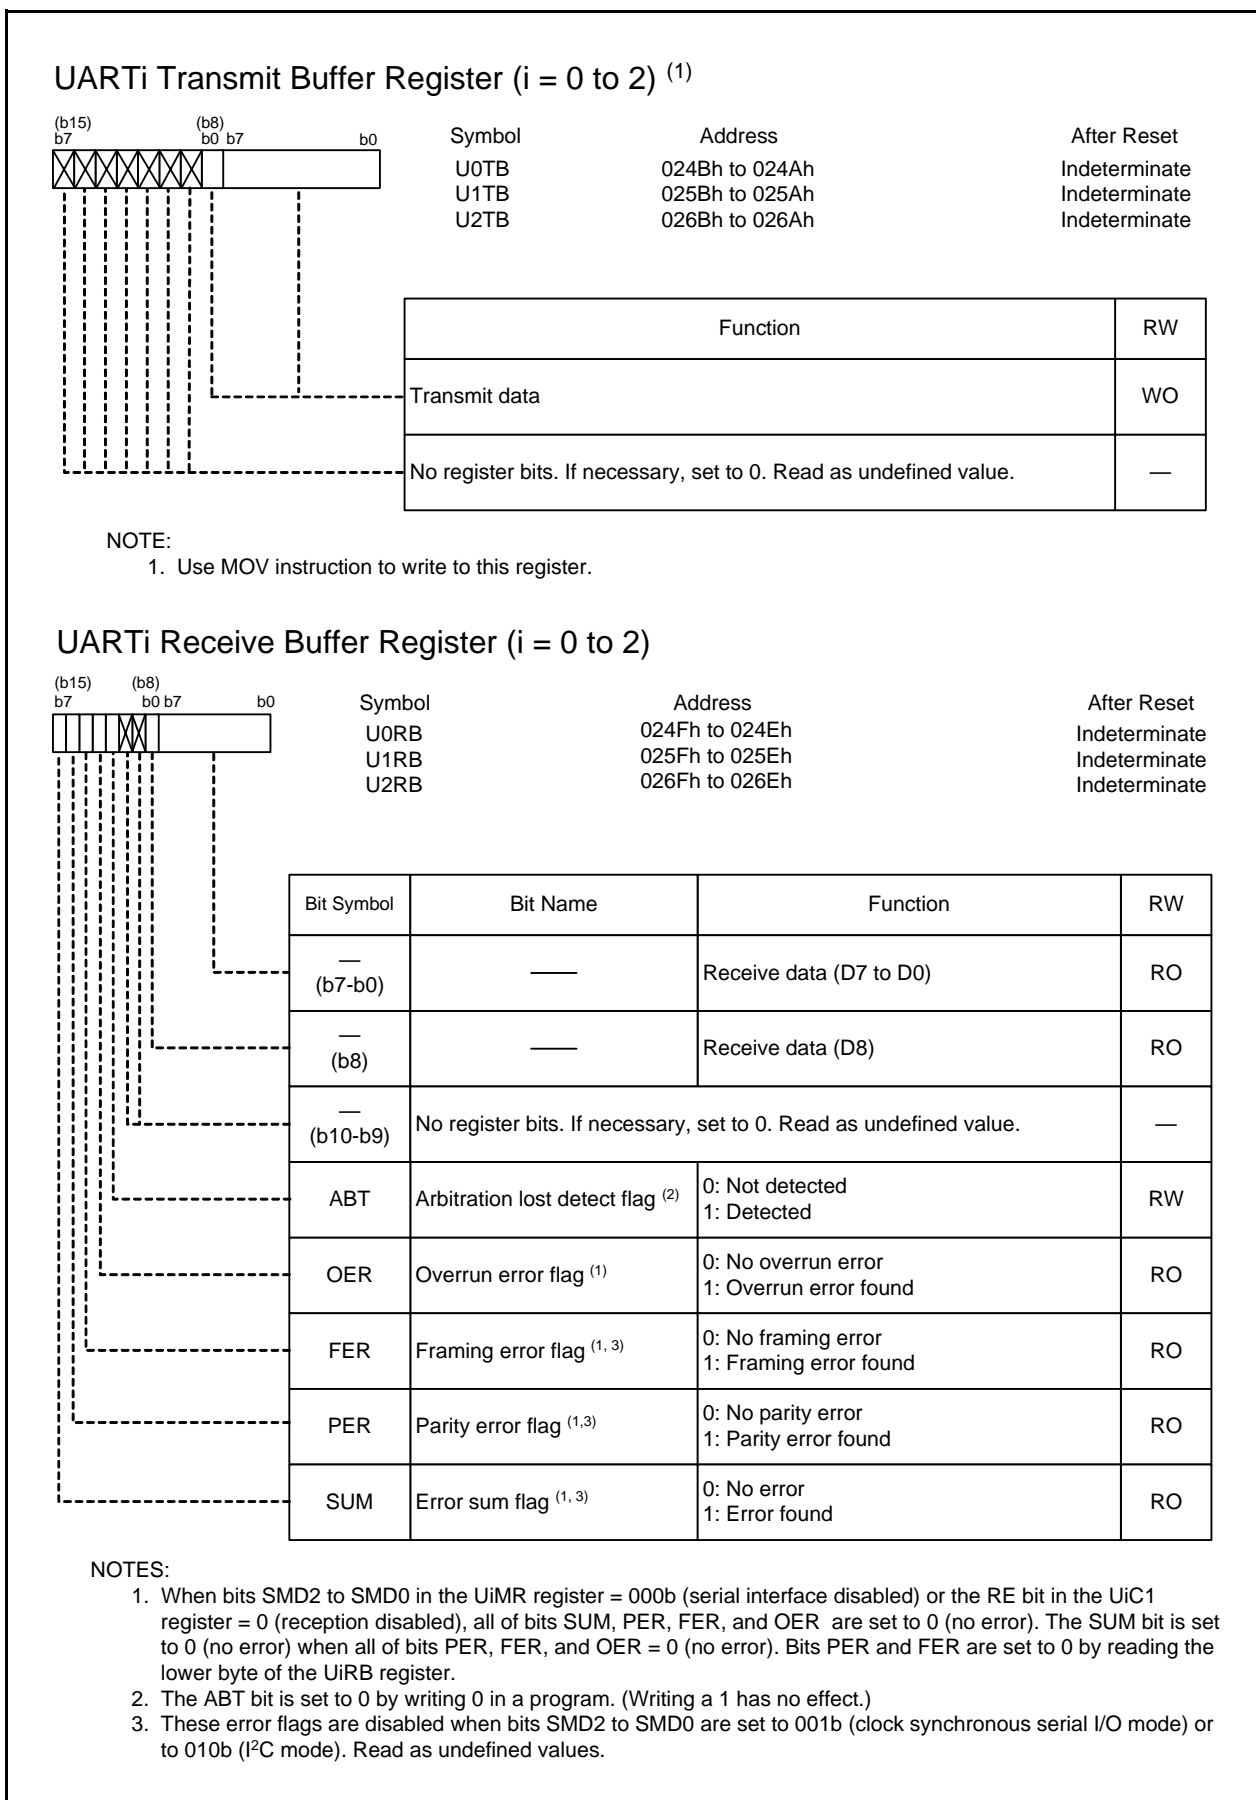 UARTi Transmit Buffer Register (i = 0 to 2) (1)
(b15) (b8)
b7 b0 b7 b0
Symbol Address After Reset
U0TB 024Bh to 024Ah Indeterminate
U1TB 025Bh to 025Ah Indeterminate
U2TB 026Bh to 026Ah Indeterminate
Function RW
Transmit data WO
No register bits. If necessary, set to 0. Read as undefined value. —
NOTE:
1. Use MOV instruction to write to this register.
UARTi Receive Buffer Register (i = 0 to 2)
(b15) (b8)
b7 b0 b7 b0
Symbol Address After Reset
U0RB 024Fh to 024Eh Indeterminate
U1RB 025Fh to 025Eh Indeterminate
U2RB 026Fh to 026Eh Indeterminate
Bit Symbol Bit Name Function RW
—
(b7-b0) —— Receive data (D7 to D0) RO
—
(b8) —— Receive data (D8) RO
—
(b10-b9) No register bits. If necessary, set to 0. Read as undefined value. —
ABT Arbitration lost detect flag (2) 0: Not detected
1: Detected RW
OER Overrun error flag (1) 0: No overrun error
1: Overrun error found RO
FER Framing error flag (1, 3) 0: No framing error
1: Framing error found RO
PER Parity error flag (1,3) 0: No parity error
1: Parity error found RO
SUM Error sum flag (1, 3) 0: No error
1: Error found RO
NOTES:
1. When bits SMD2 to SMD0 in the UiMR register = 000b (serial interface disabled) or the RE bit in the UiC1
register = 0 (reception disabled), all of bits SUM, PER, FER, and OER are set to 0 (no error). The SUM bit is set
to 0 (no error) when all of bits PER, FER, and OER = 0 (no error). Bits PER and FER are set to 0 by reading the
lower byte of the UiRB register.
2. The ABT bit is set to 0 by writing 0 in a program. (Writing a 1 has no effect.)
3. These error flags are disabled when bits SMD2 to SMD0 are set to 001b (clock synchronous serial I/O mode) or
to 010b (I²C mode). Read as undefined values.